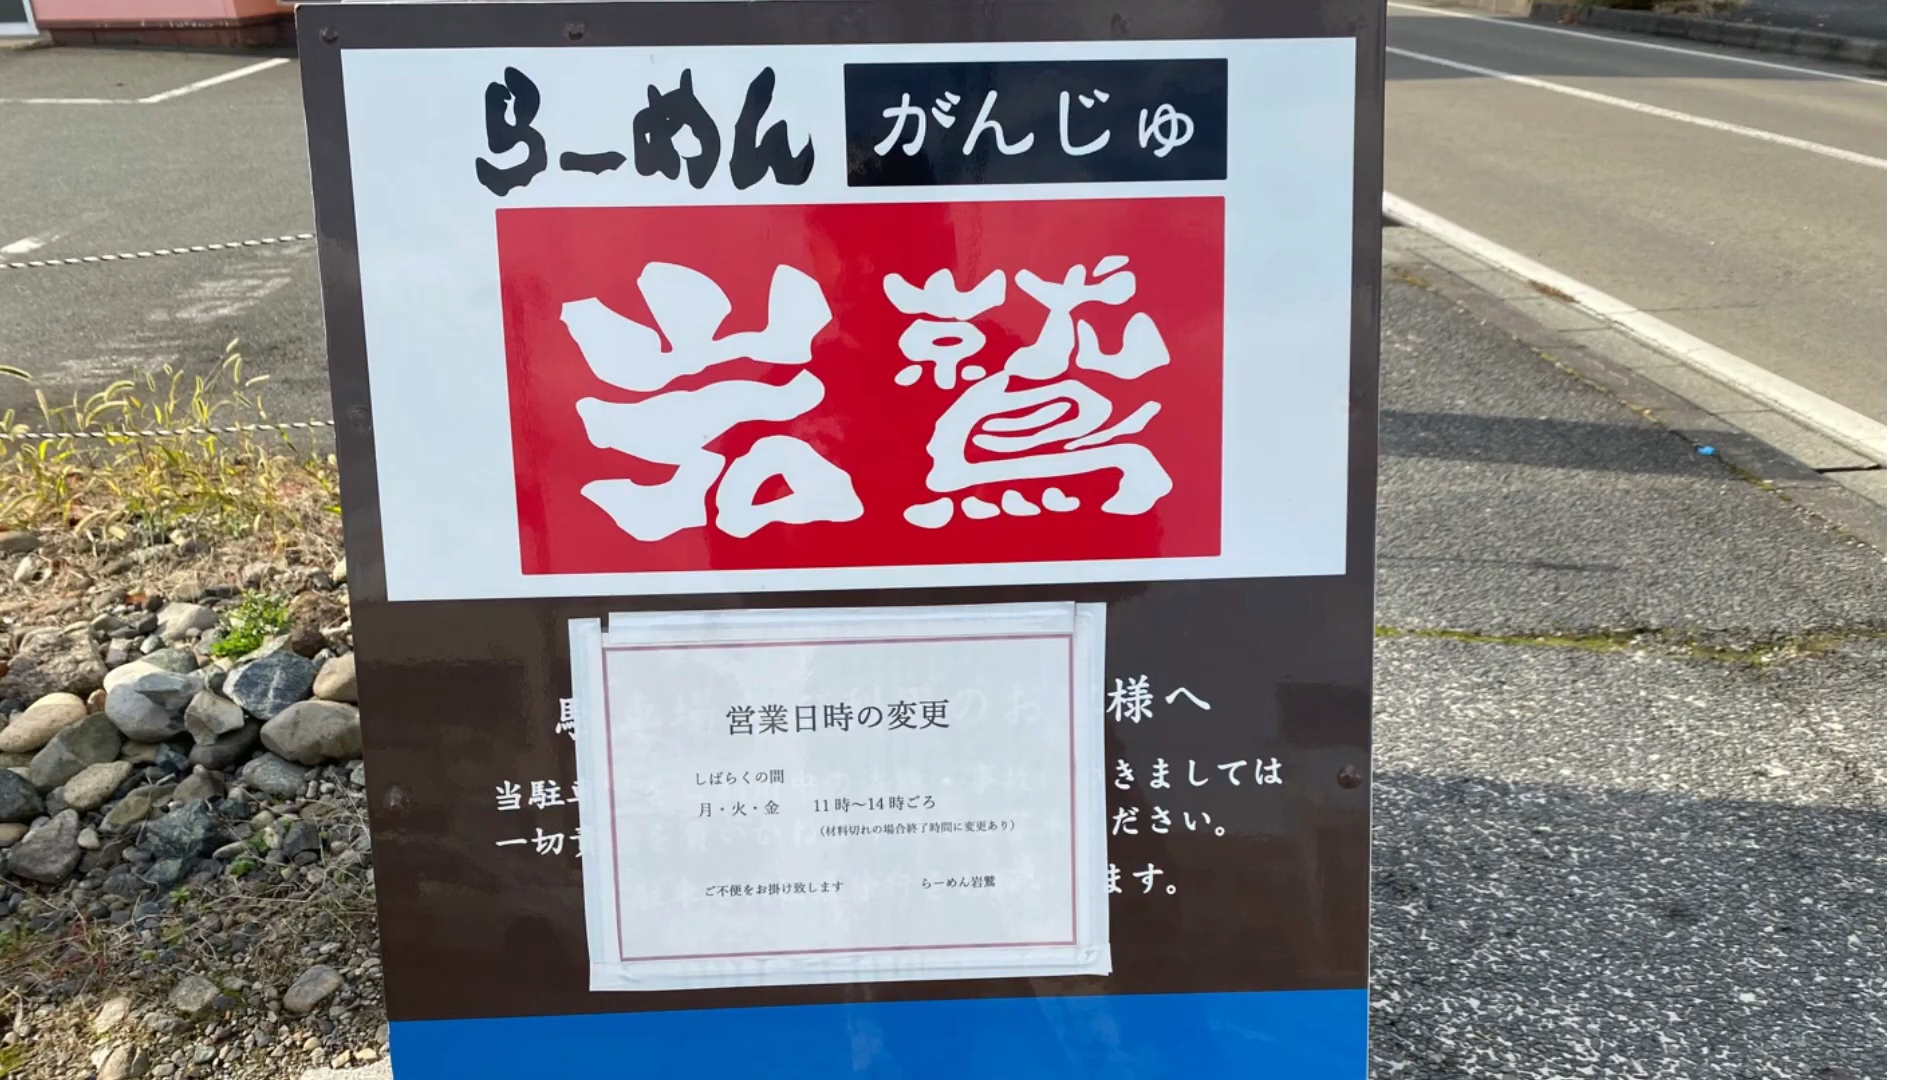 らーめん がんじゅ
岩鷲
様へ
営業日時の変更
しばらくの間
月・火・金 11時〜14時ごろ
（材料切れの場合終了時間に変更あり）
ご不便をお掛け致します らーめん岩鷲
当駐 きましては
一切 ださい。
ます。